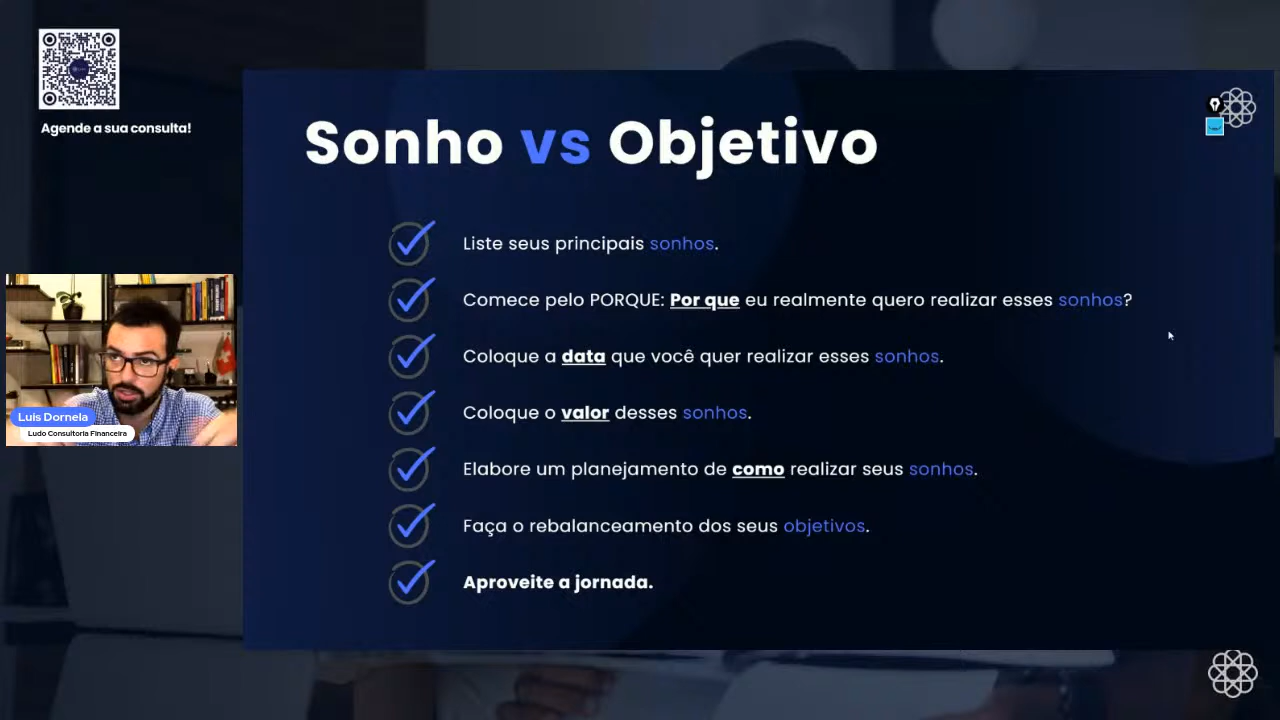 Agende a sua consulta!
Sonho vs Objetivo
Liste seus principais sonhos.
Comece pelo PORQUE: Por que eu realmente quero realizar esses sonhos?
Coloque a data que você quer realizar esses sonhos.
Coloque o valor desses sonhos.
Elabore um planejamento de como realizar seus sonhos.
Faça o rebalanceamento dos seus objetivos.
Aproveite a jornada.
Luis Dornela
Ludo Consultoria Financeira